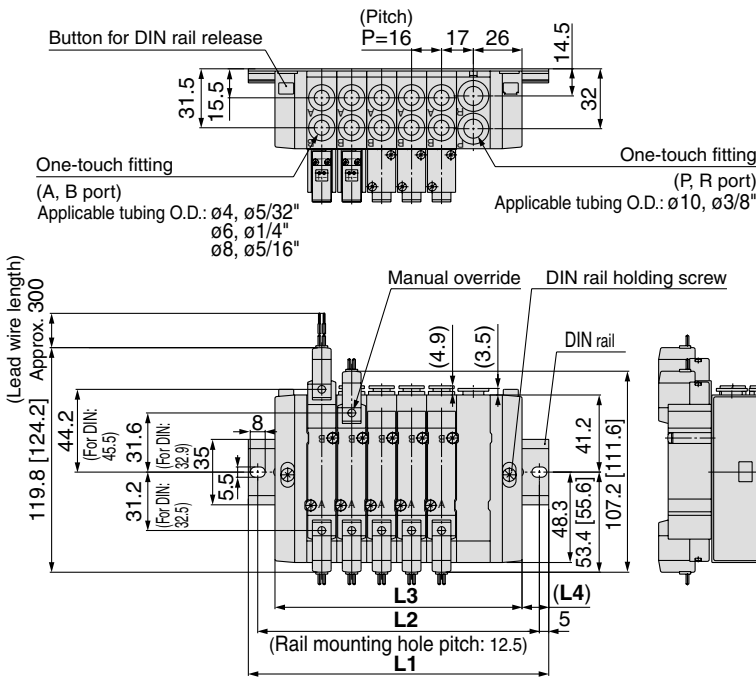 (Pitch)
P=16
17
26
14.5
Button for DIN rail release
31.5
15.5
32
A
A
A
A
A
B
B
B
B
B
R
P
One-touch fitting
(A, B port)
Applicable tubing O.D.: ø4, ø5/32"
ø6, ø1/4"
ø8, ø5/16"
One-touch fitting
(P, R port)
Applicable tubing O.D.: ø10, ø3/8"
(Lead wire length)
Approx. 300
Manual override
DIN rail holding screw
DIN rail
(4.9)
(3.5)
119.8 [124.2]
44.2
(For DIN:
45.5)
31.6
(For DIN:
32.9)
31.2
(For DIN:
32.5)
8
35
5.5
B
B
B
B
A
A
A
A
A
41.2
48.3
53.4 [55.6]
107.2 [111.6]
L3
(L4)
L2
5
(Rail mounting hole pitch: 12.5)
L1